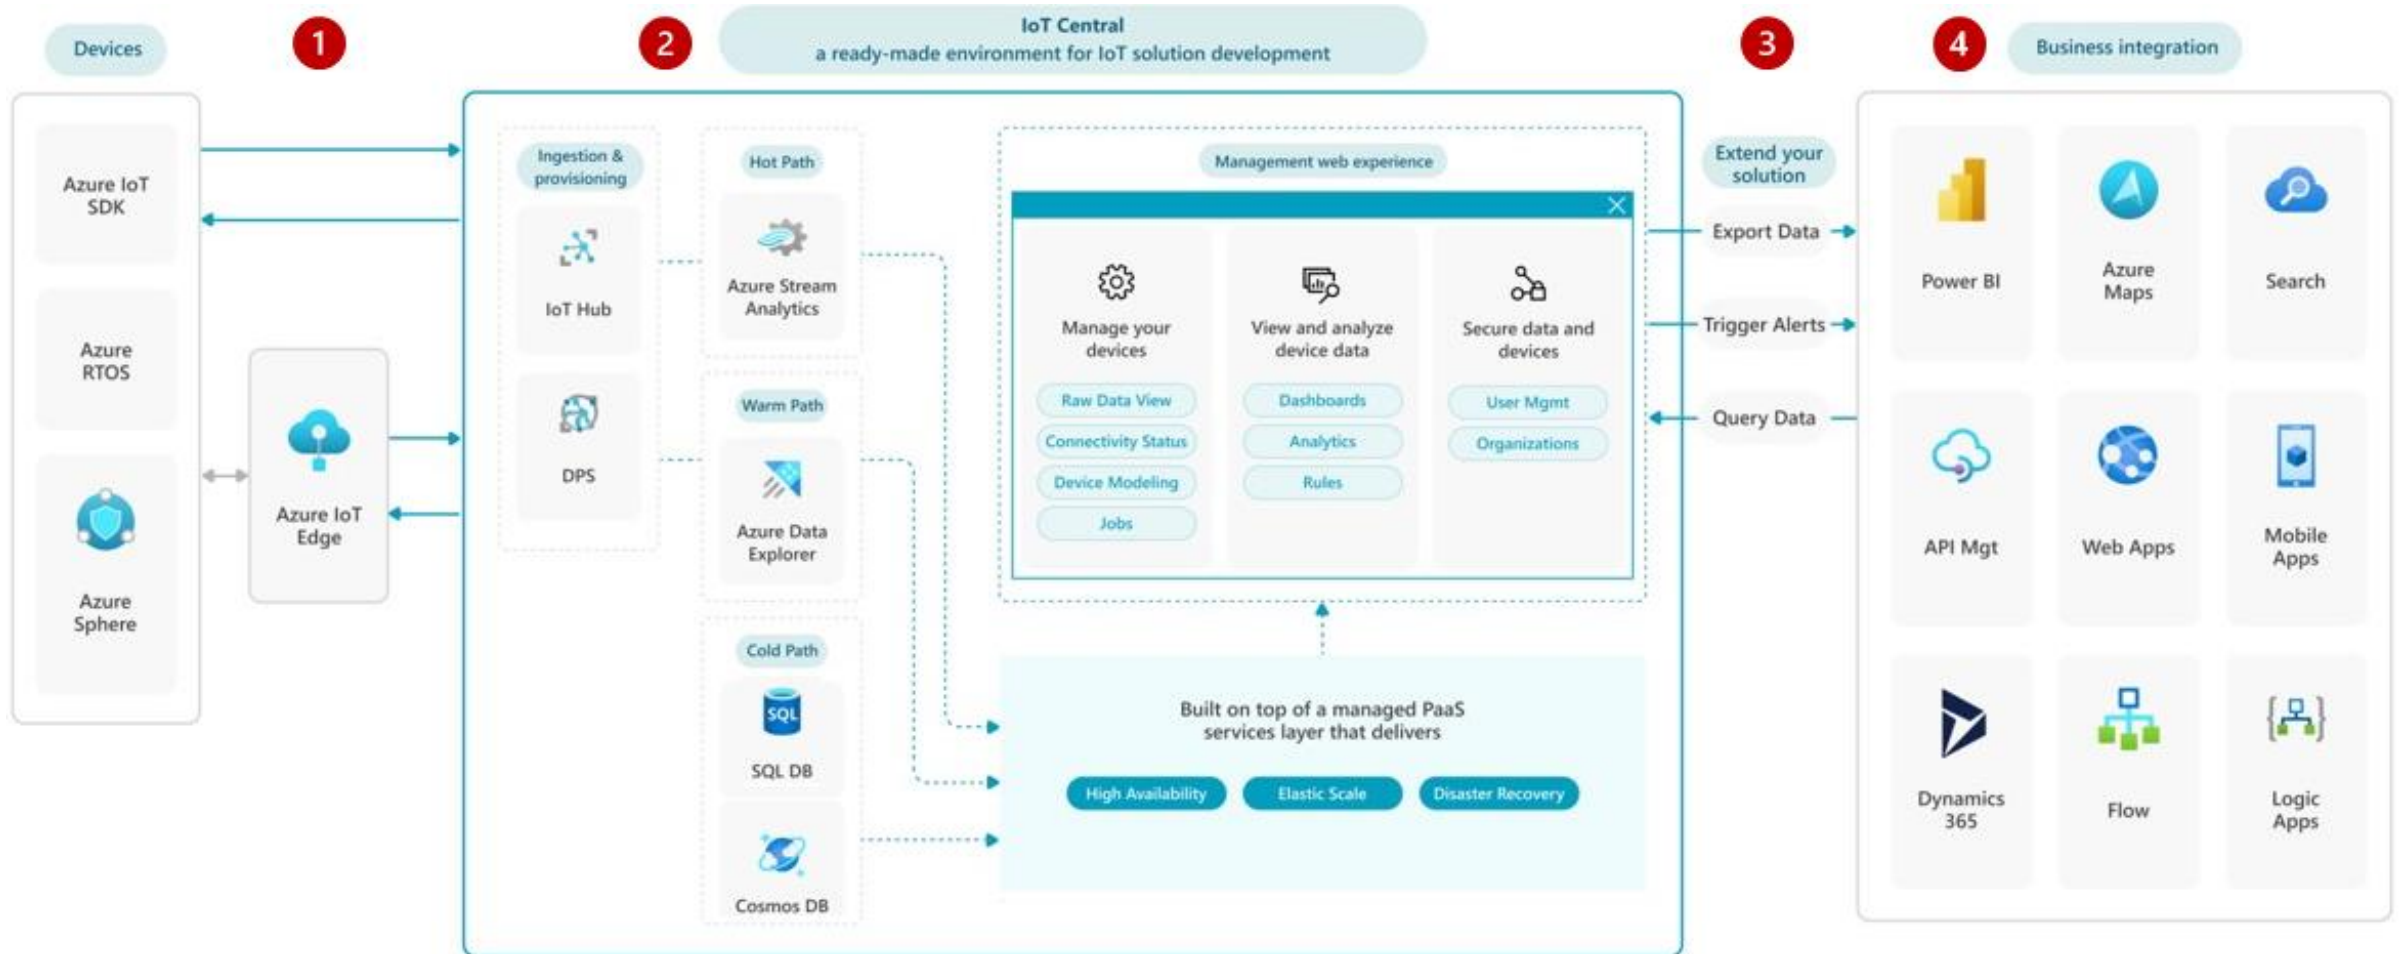 Devices
1
Azure IoT
SDK
Azure
RTOS
Azure
Sphere
Azure IoT
Edge
2
IoT Central
a ready-made environment for IoT solution development
Ingestion &
provisioning
IoT Hub
DPS
Hot Path
Azure Stream
Analytics
Warm Path
Azure Data
Explorer
Cold Path
SQL
SQL DB
Cosmos DB
Management web experience
Manage your
devices
Raw Data View
Connectivity Status
Device Modeling
Jobs
View and analyze
device data
Dashboards
Analytics
Rules
Secure data and
devices
User Mgmt
Organizations
Built on top of a managed PaaS
services layer that delivers
High Availability
Elastic Scale
Disaster Recovery
3
Extend your
solution
Export Data
Trigger Alerts
Query Data
4
Business integration
Power BI
Azure
Maps
Search
API Mgt
Web Apps
Mobile
Apps
Dynamics
365
Flow
Logic
Apps